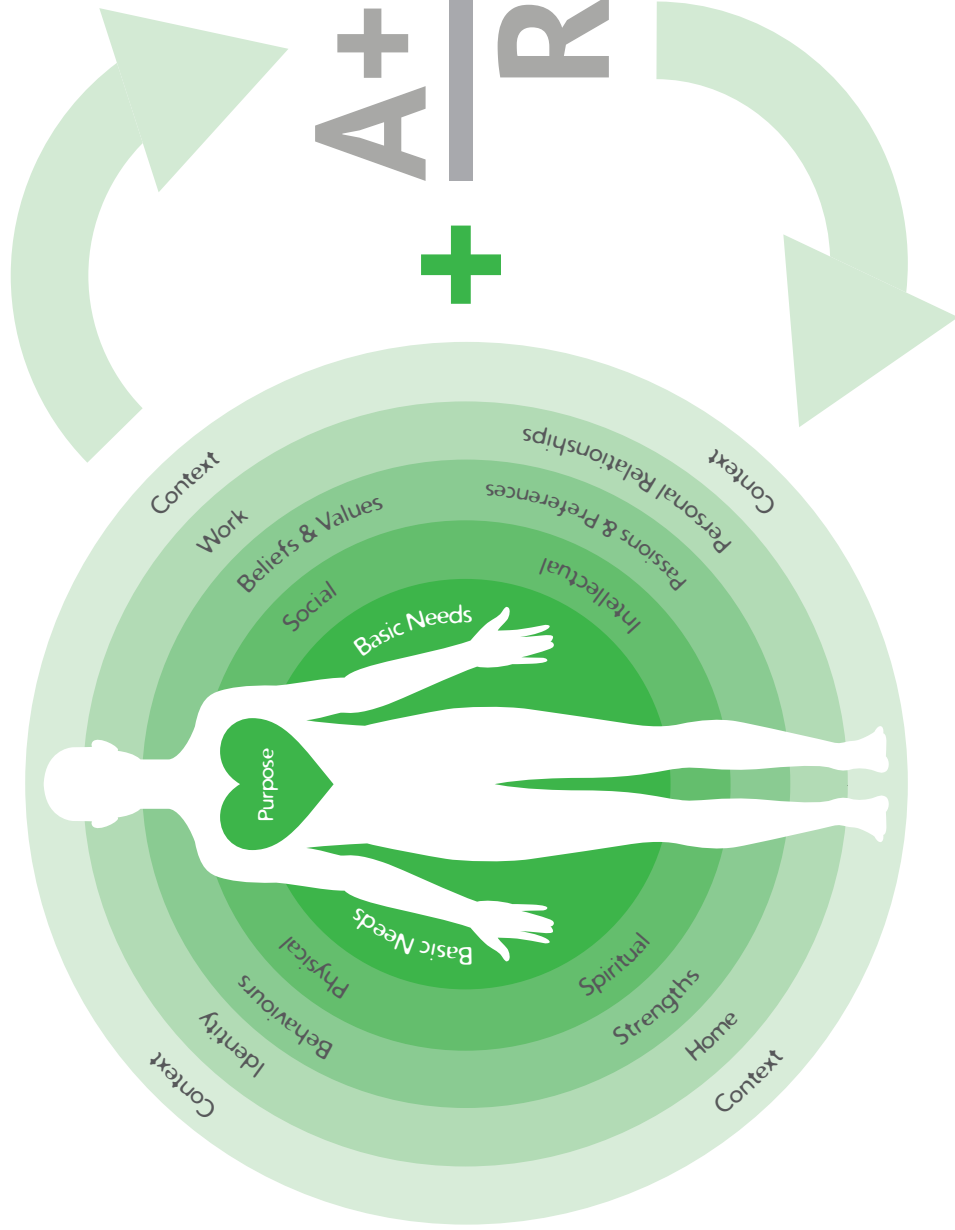 Context
Context
Identity
Work
Behaviours
Beliefs & Values
Physical
Social
Purpose
Basic Needs
Basic Needs
Spiritual
Intellectual
Strengths
Passions & Preferences
Home
Personal Relationships
Context
Context
+
A+
R